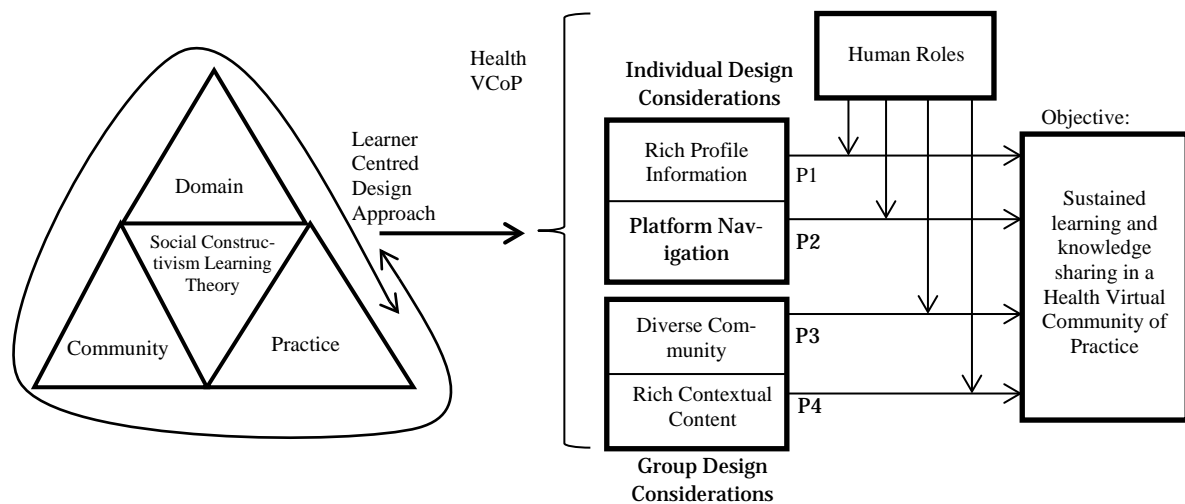 Domain
Social Construc-
tivism Learning
Theory
Community
Practice
Learner
Centred
Design
Approach
Health
VCoP
Individual Design
Considerations
Rich Profile
Information
Platform Nav-
igation
Diverse Com-
munity
Rich Contextual
Content
Group Design
Considerations
P1
P2
P3
P4
Human Roles
Objective:
Sustained
learning and
knowledge
sharing in a
Health Virtual
Community of
Practice